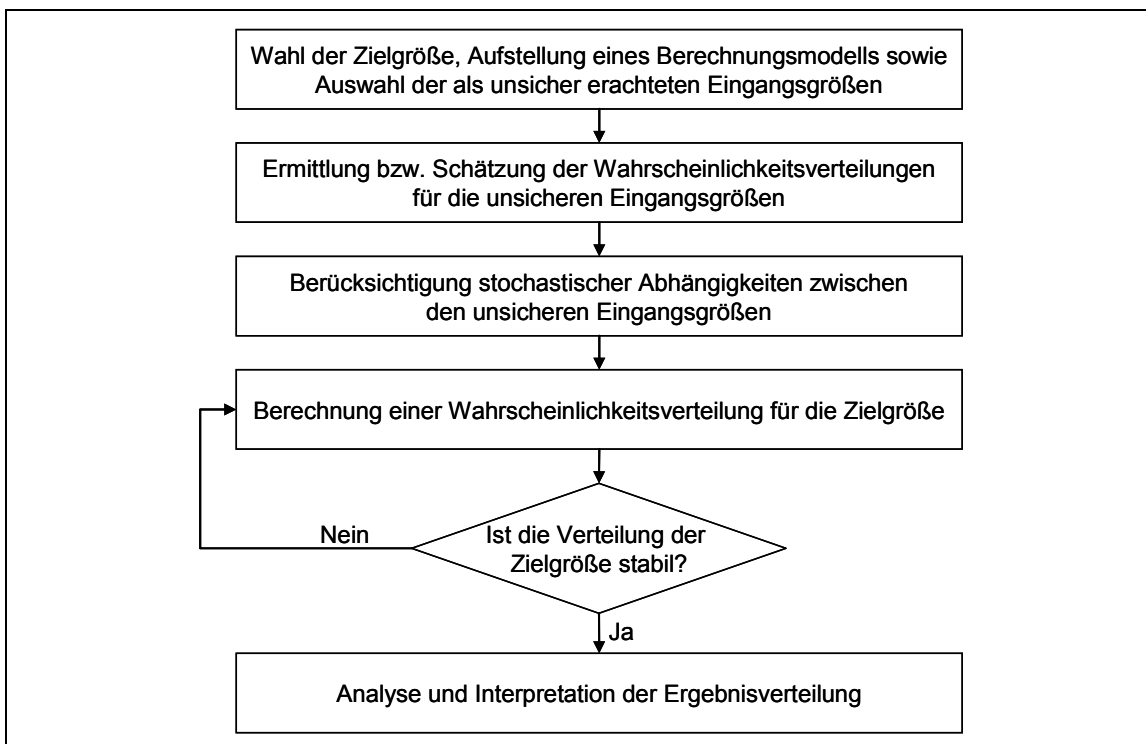 Wahl der Zielgröße, Aufstellung eines Berechnungsmodells sowie
Auswahl der als unsicher erachteten Eingangsgrößen
Ermittlung bzw. Schätzung der Wahrscheinlichkeitsverteilungen
für die unsicheren Eingangsgrößen
Berücksichtigung stochastischer Abhängigkeiten zwischen
den unsicheren Eingangsgrößen
Berechnung einer Wahrscheinlichkeitsverteilung für die Zielgröße
Nein
Ist die Verteilung der
Zielgröße stabil?
Ja
Analyse und Interpretation der Ergebnisverteilung